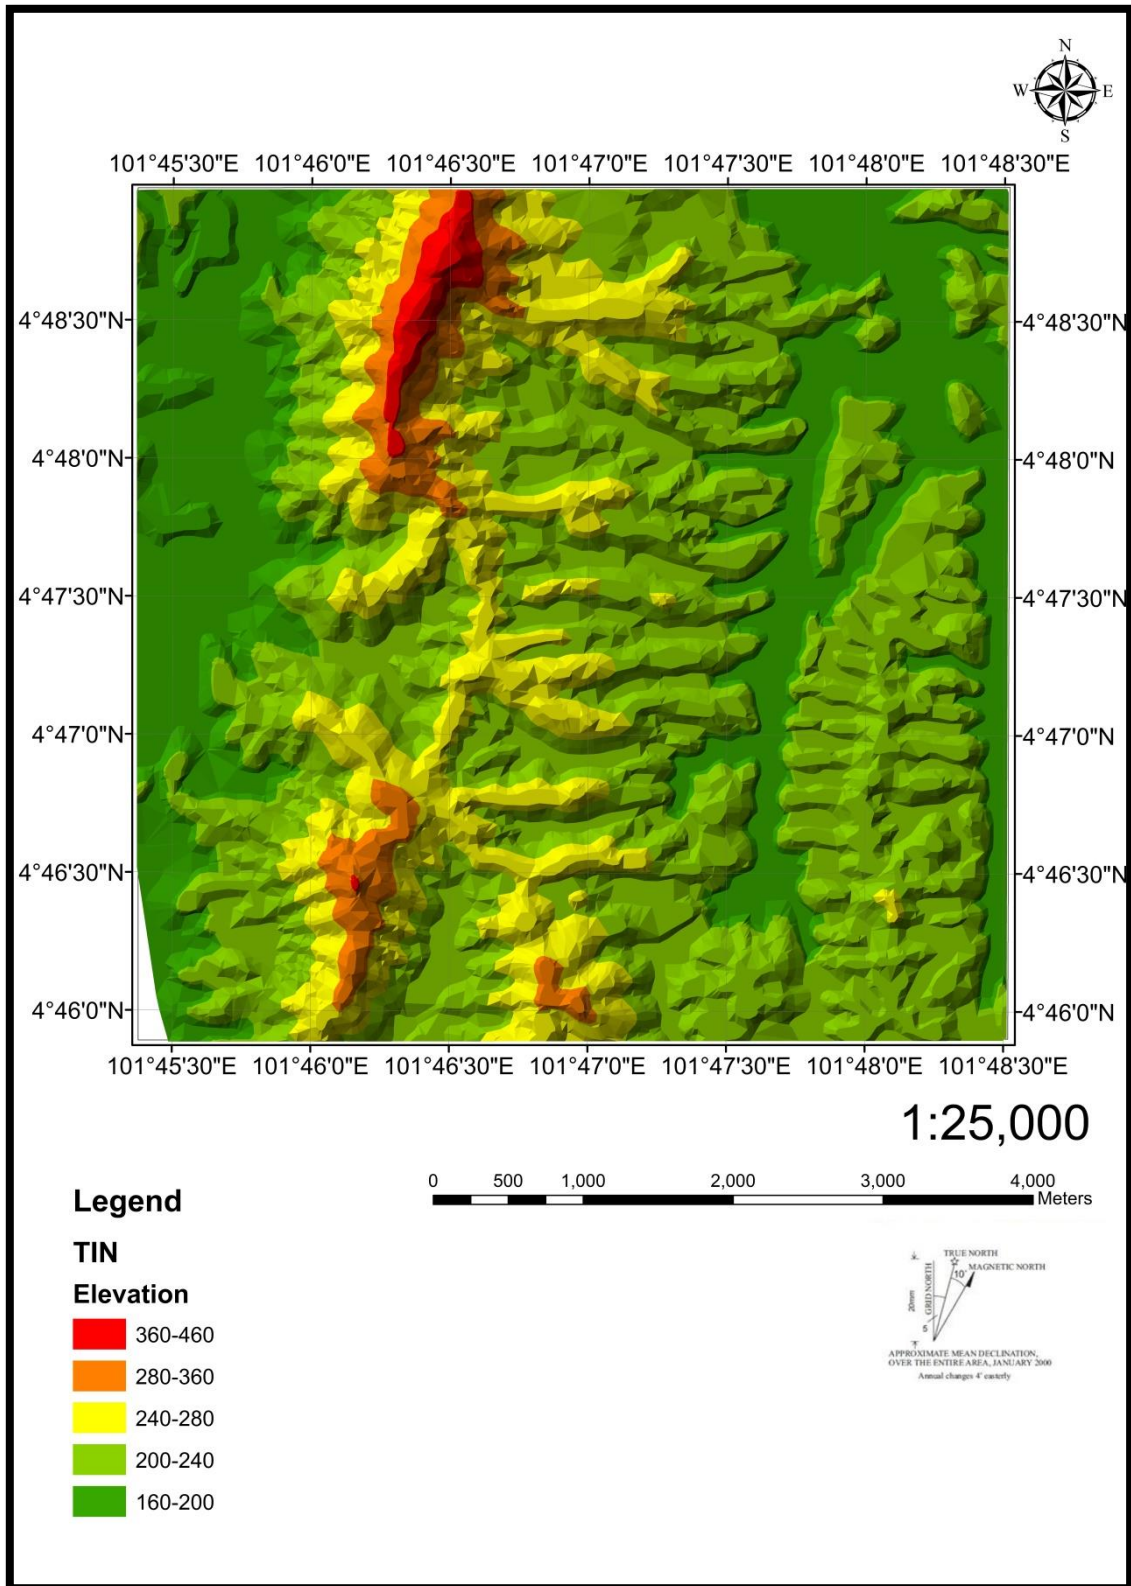 N
W E
S
101°45'30"E 101°46'0"E 101°46'30"E 101°47'0"E 101°47'30"E 101°48'0"E 101°48'30"E
4°48'30"N 4°48'30"N
4°48'0"N 4°48'0"N
4°47'30"N 4°47'30"N
4°47'0"N 4°47'0"N
4°46'30"N 4°46'30"N
4°46'0"N 4°46'0"N
101°45'30"E 101°46'0"E 101°46'30"E 101°47'0"E 101°47'30"E 101°48'0"E 101°48'30"E
1:25,000
0 500 1,000 2,000 3,000 4,000
Meters
Legend
TIN
Elevation
360-460
280-360
240-280
200-240
160-200
TRUE NORTH
MAGNETIC NORTH
10'
GRID NORTH
20mm
5
APPROXIMATE MEAN DECLINATION,
OVER THE ENTIRE AREA, JANUARY 2000
Annual changes 4' easterly